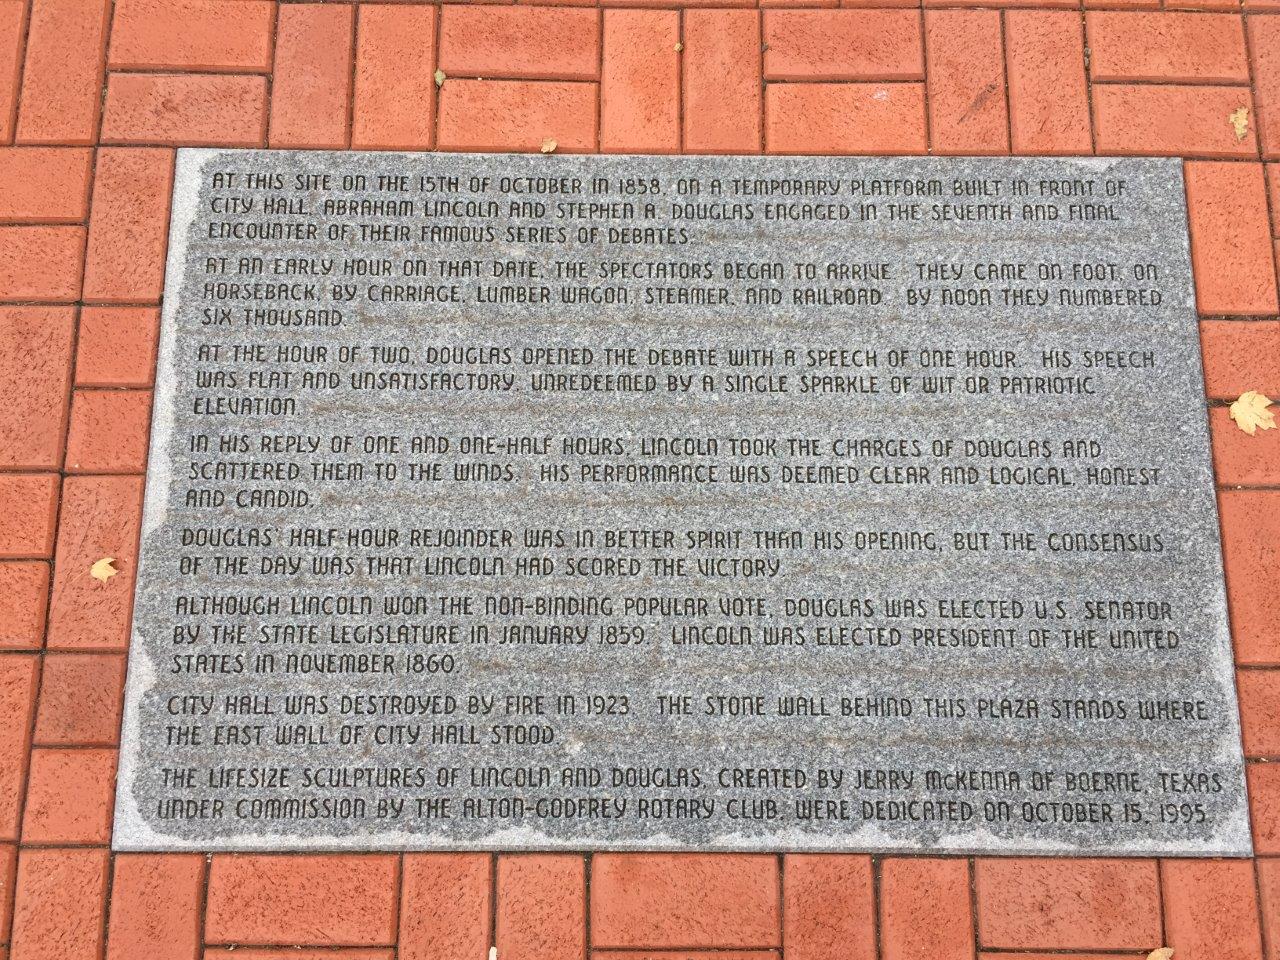 AT THIS SITE ON THE 15TH OF OCTOBER IN 1858, ON A TEMPORARY PLATFORM BUILT IN FRONT OF
CITY HALL, ABRAHAM LINCOLN AND STEPHEN A. DOUGLAS ENGAGED IN THE SEVENTH AND FINAL
ENCOUNTER OF THEIR FAMOUS SERIES OF DEBATES.
AT AN EARLY HOUR ON THAT DATE, THE SPECTATORS BEGAN TO ARRIVE. THEY CAME ON FOOT, ON
HORSEBACK, BY CARRIAGE, LUMBER WAGON, STEAMER, AND RAILROAD. BY NOON THEY NUMBERED
SIX THOUSAND.
AT THE HOUR OF TWO, DOUGLAS OPENED THE DEBATE WITH A SPEECH OF ONE HOUR. HIS SPEECH
WAS FLAT AND UNSATISFACTORY, UNREDEEMED BY A SINGLE SPARKLE OF WIT OR PATRIOTIC
ELEVATION.
IN HIS REPLY OF ONE AND ONE-HALF HOURS, LINCOLN TOOK THE CHARGES OF DOUGLAS AND
SCATTERED THEM TO THE WINDS. HIS PERFORMANCE WAS DEEMED CLEAR AND LOGICAL, HONEST
AND CANDID.
DOUGLAS' HALF-HOUR REJOINDER WAS IN BETTER SPIRIT THAN HIS OPENING, BUT THE CONSENSUS
OF THE DAY WAS THAT LINCOLN HAD SCORED THE VICTORY.
ALTHOUGH LINCOLN WON THE NON-BINDING POPULAR VOTE, DOUGLAS WAS ELECTED U.S. SENATOR
BY THE STATE LEGISLATURE IN JANUARY 1859. LINCOLN WAS ELECTED PRESIDENT OF THE UNITED
STATES IN NOVEMBER 1860.
CITY HALL WAS DESTROYED BY FIRE IN 1923. THE STONE WALL BEHIND THIS PLAZA STANDS WHERE
THE EAST WALL OF CITY HALL STOOD.
THE LIFESIZE SCULPTURES OF LINCOLN AND DOUGLAS, CREATED BY JERRY McKENNA OF BOERNE, TEXAS
UNDER COMMISSION BY THE ALTON-GODFREY ROTARY CLUB, WERE DEDICATED ON OCTOBER 15, 1995.